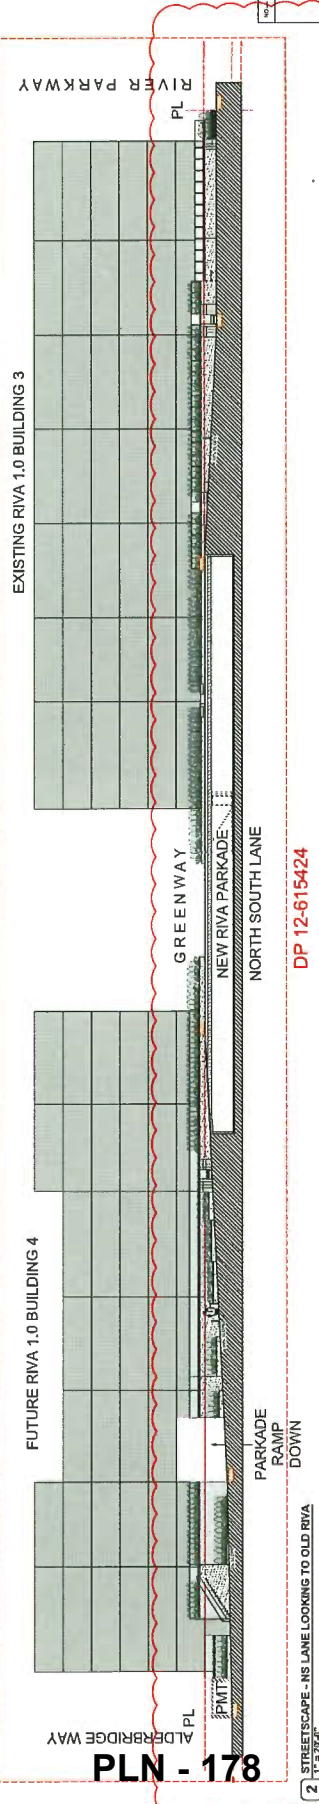 RIVER PARKWAY
PL
EXISTING RIVA 1.0 BUILDING 3
GREENWAY
NEW RIVA PARKADE
NORTH SOUTH LANE
DP 12-615424
FUTURE RIVA 1.0 BUILDING 4
PARKADE
RAMP
DOWN
ALDERBRIDGE WAY
PL
PMT
PLN - 178
2
STREETSCAPE - NS LANE LOOKING TO OLD RIVA